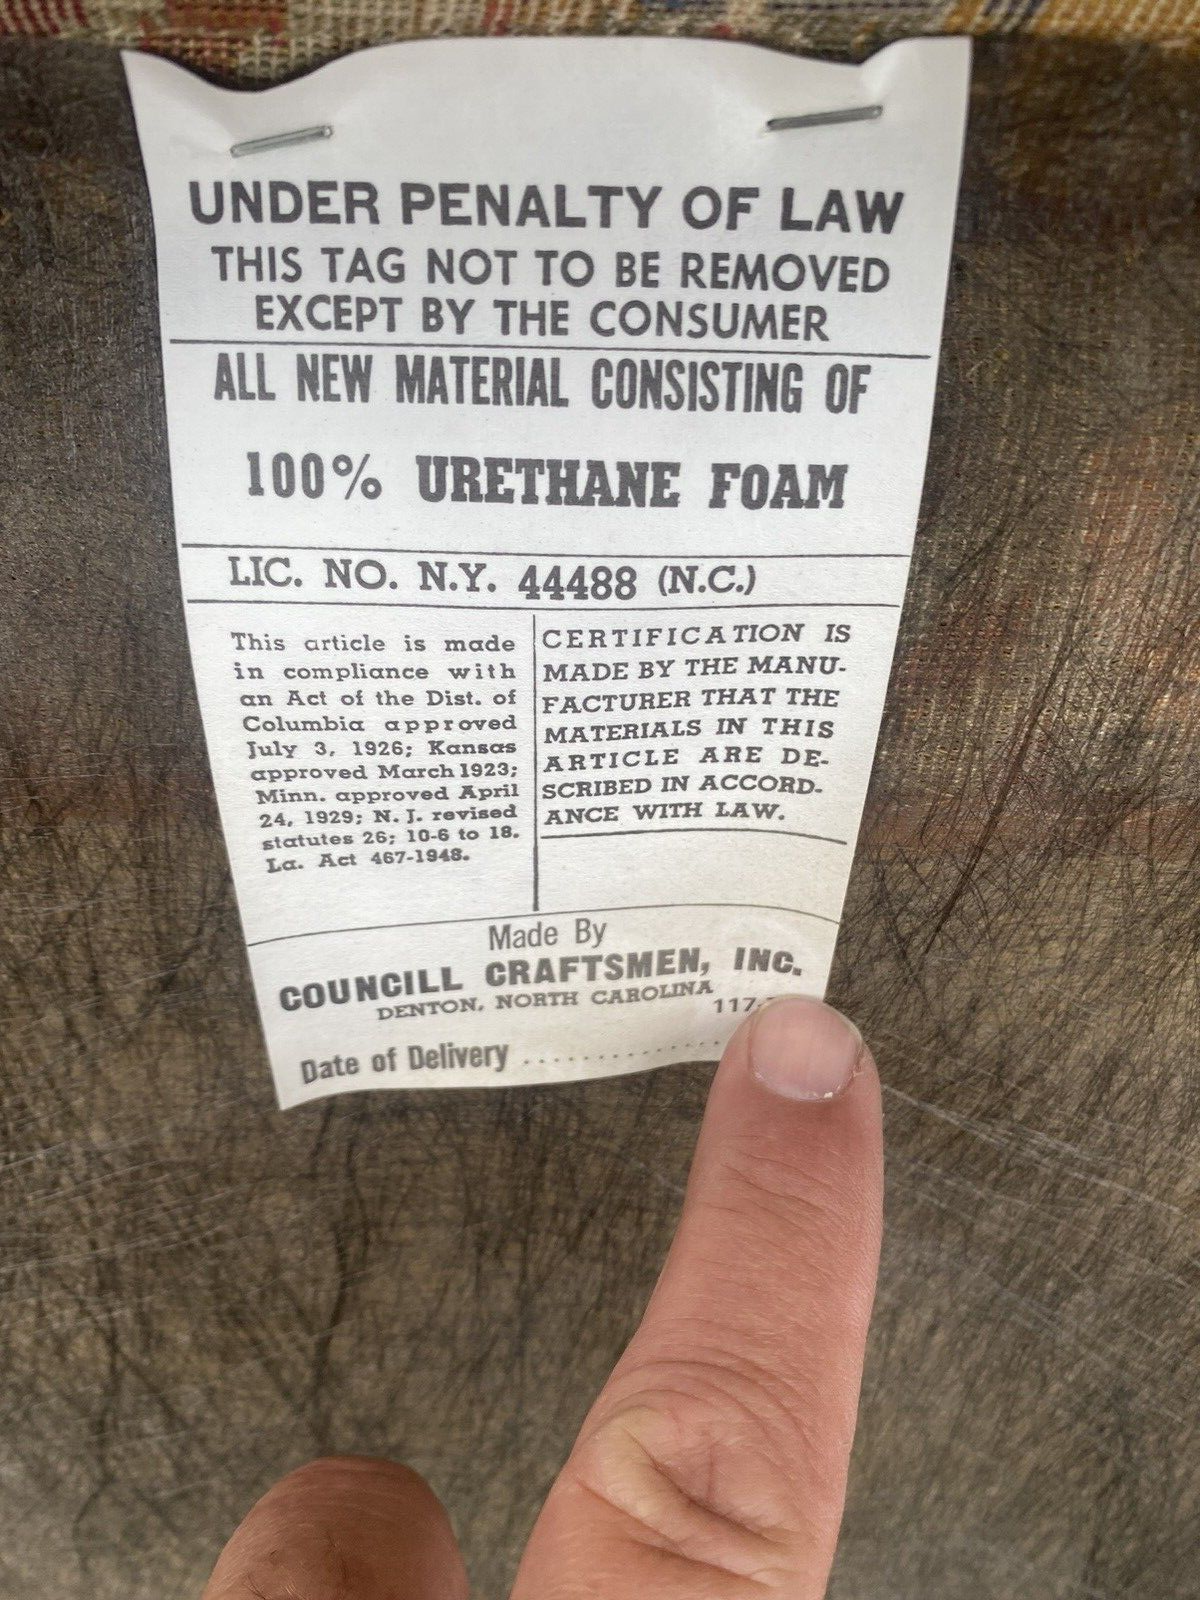 UNDER PENALTY OF LAW
THIS TAG NOT TO BE REMOVED
EXCEPT BY THE CONSUMER
ALL NEW MATERIAL CONSISTING OF
100% URETHANE FOAM
LIC. NO. N.Y. 44488 (N.C.)
This article is made
in compliance with
an Act of the Dist. of
Columbia approved
July 3, 1926; Kansas
approved March 1923;
Minn. approved April
24, 1929; N. J. revised
statutes 26; 10-6 to 18.
La. Act 467-1948.
CERTIFICATION IS
MADE BY THE MANU-
FACTURER THAT THE
MATERIALS IN THIS
ARTICLE ARE DE-
SCRIBED IN ACCORD-
ANCE WITH LAW.
Made By
COUNCILL CRAFTSMEN, INC.
DENTON, NORTH CAROLINA
Date of Delivery ....................